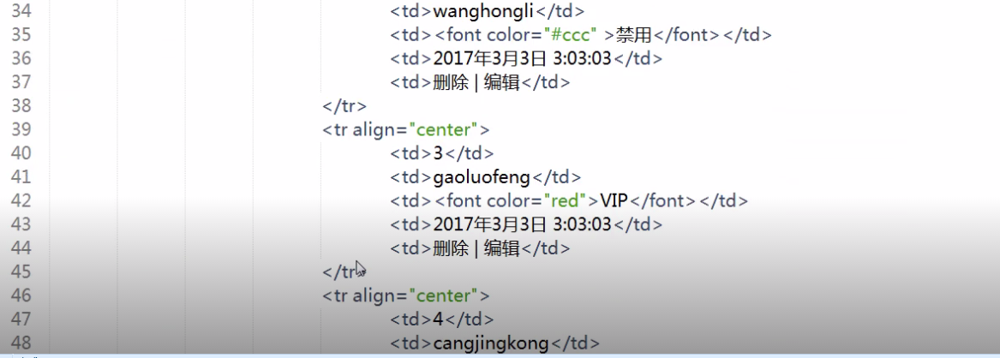 34 <td>wanghongli</td>
35 <td><font color="#ccc" >禁用</font></td>
36 <td>2017年3月3日 3:03:03</td>
37 <td>删除 | 编辑</td>
38 </tr>
39 <tr align="center">
40 <td>3</td>
41 <td>gaoluofeng</td>
42 <td><font color="red">VIP</font></td>
43 <td>2017年3月3日 3:03:03</td>
44 <td>删除 | 编辑</td>
45 </tr>
46 <tr align="center">
47 <td>4</td>
48 <td>cangjingkong</td>